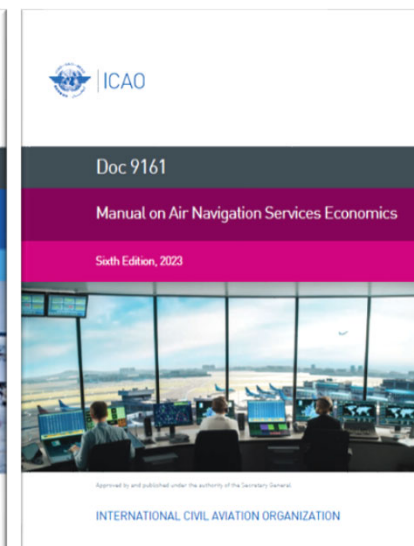 ICAO
Doc 9161
Manual on Air Navigation Services Economics
Sixth Edition, 2023
Approved by and published under the authority of the Secretary General.
INTERNATIONAL CIVIL AVIATION ORGANIZATION